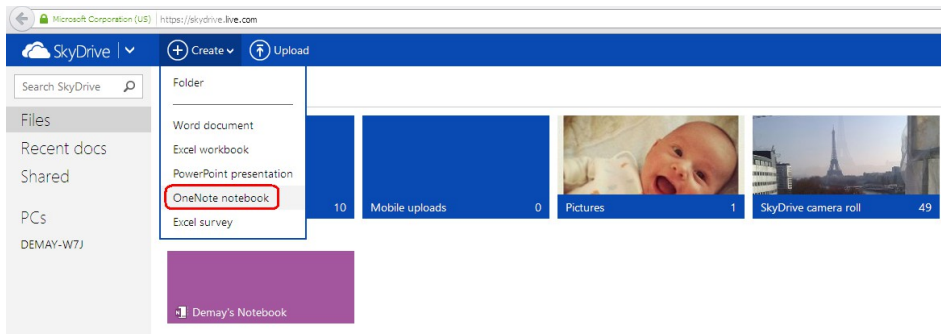 Microsoft Corporation (US) https://skydrive.live.com
SkyDrive Create Upload
Search SkyDrive
Files
Recent docs
Shared
PCs
DEMAY-W7J
Folder
Word document
Excel workbook
PowerPoint presentation
OneNote notebook
Excel survey
10
Mobile uploads 0
Pictures 1
SkyDrive camera roll 49
Demay's Notebook